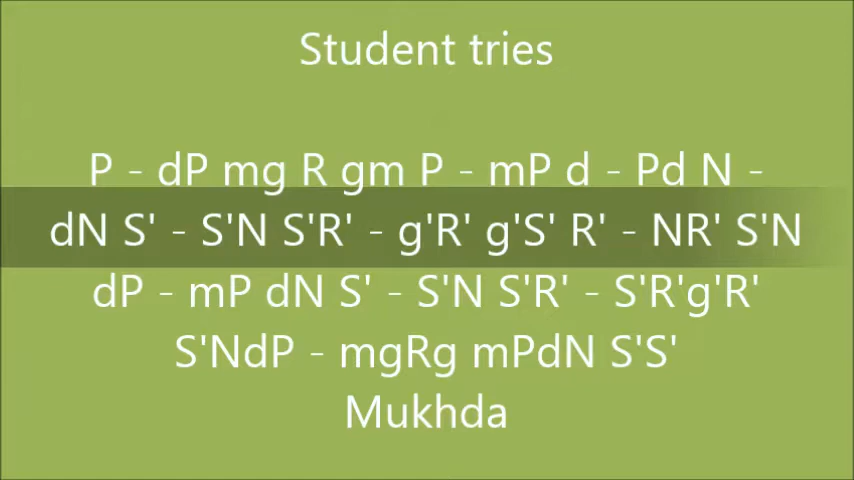 Student tries
P - dP mg R gm P - mP d - Pd N -
dN S' - S'N S'R' - g'R' g'S' R' - NR' S'N
dP - mP dN S' - S'N S'R' - S'R'g'R'
S'NdP - mgRg mPdN S'S'
Mukhda